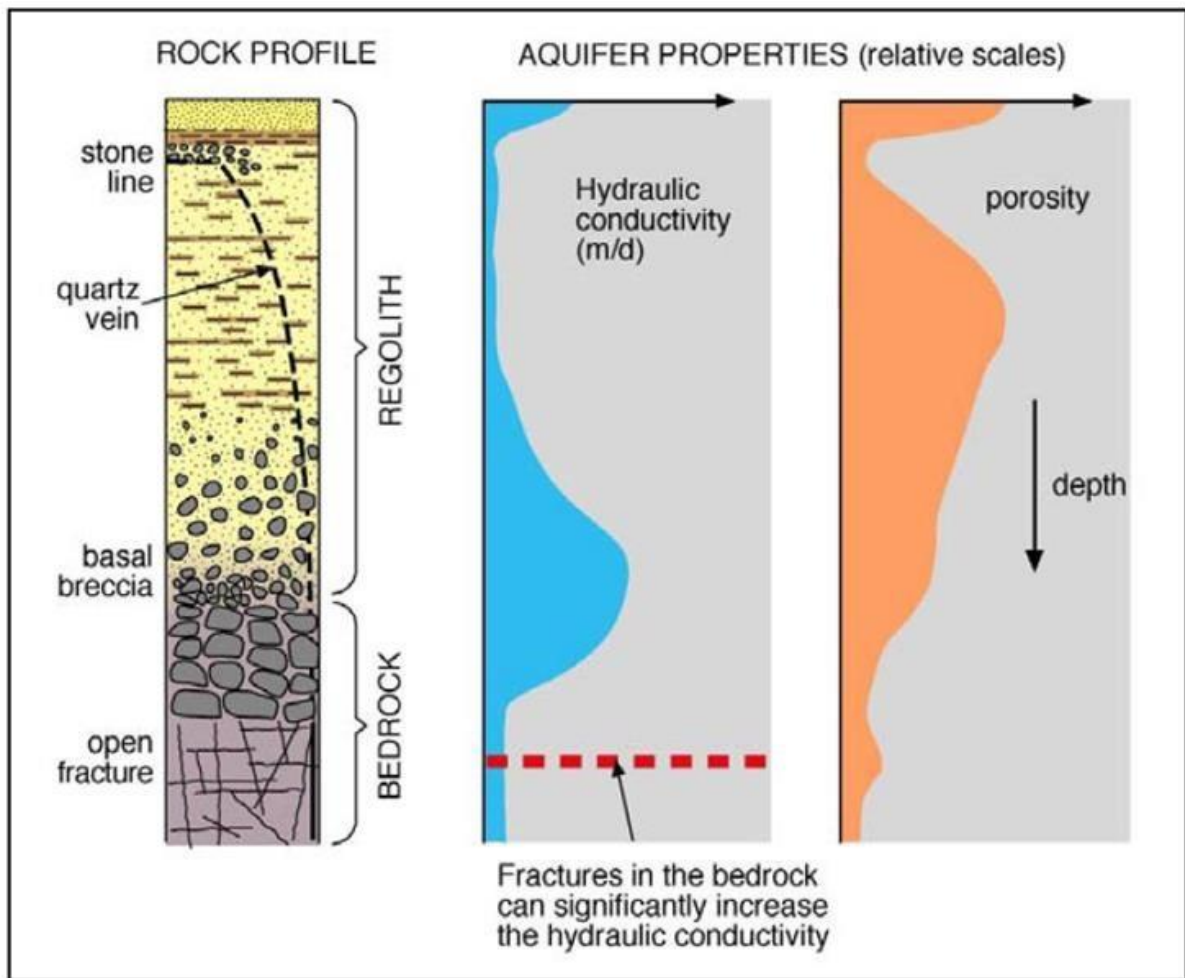 ROCK PROFILE
AQUIFER PROPERTIES (relative scales)
stone
line
quartz
vein
basal
breccia
open
fracture
REGOLITH
BEDROCK
Hydraulic
conductivity
(m/d)
Fractures in the bedrock
can significantly increase
the hydraulic conductivity
porosity
depth